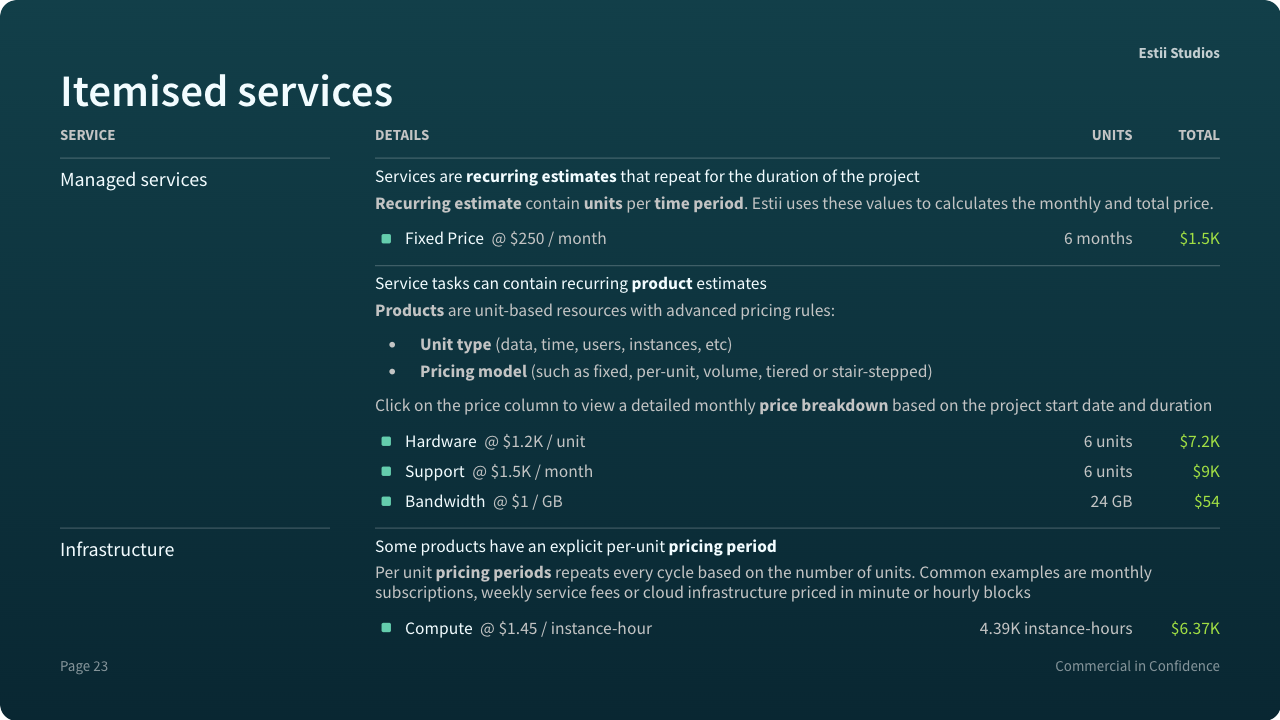 Estii Studios
Itemised services
SERVICE DETAILS UNITS TOTAL
Managed services
Services are recurring estimates that repeat for the duration of the project
Recurring estimate contain units per time period. Estii uses these values to calculates the monthly and total price.
Fixed Price @ $250 / month 6 months $1.5K
Service tasks can contain recurring product estimates
Products are unit-based resources with advanced pricing rules:
• Unit type (data, time, users, instances, etc)
• Pricing model (such as fixed, per-unit, volume, tiered or stair-stepped)
Click on the price column to view a detailed monthly price breakdown based on the project start date and duration
Hardware @ $1.2K / unit 6 units $7.2K
Support @ $1.5K / month 6 units $9K
Bandwidth @ $1 / GB 24 GB $54
Infrastructure
Some products have an explicit per-unit pricing period
Per unit pricing periods repeats every cycle based on the number of units. Common examples are monthly
subscriptions, weekly service fees or cloud infrastructure priced in minute or hourly blocks
Compute @ $1.45 / instance-hour 4.39K instance-hours $6.37K
Page 23 Commercial in Confidence